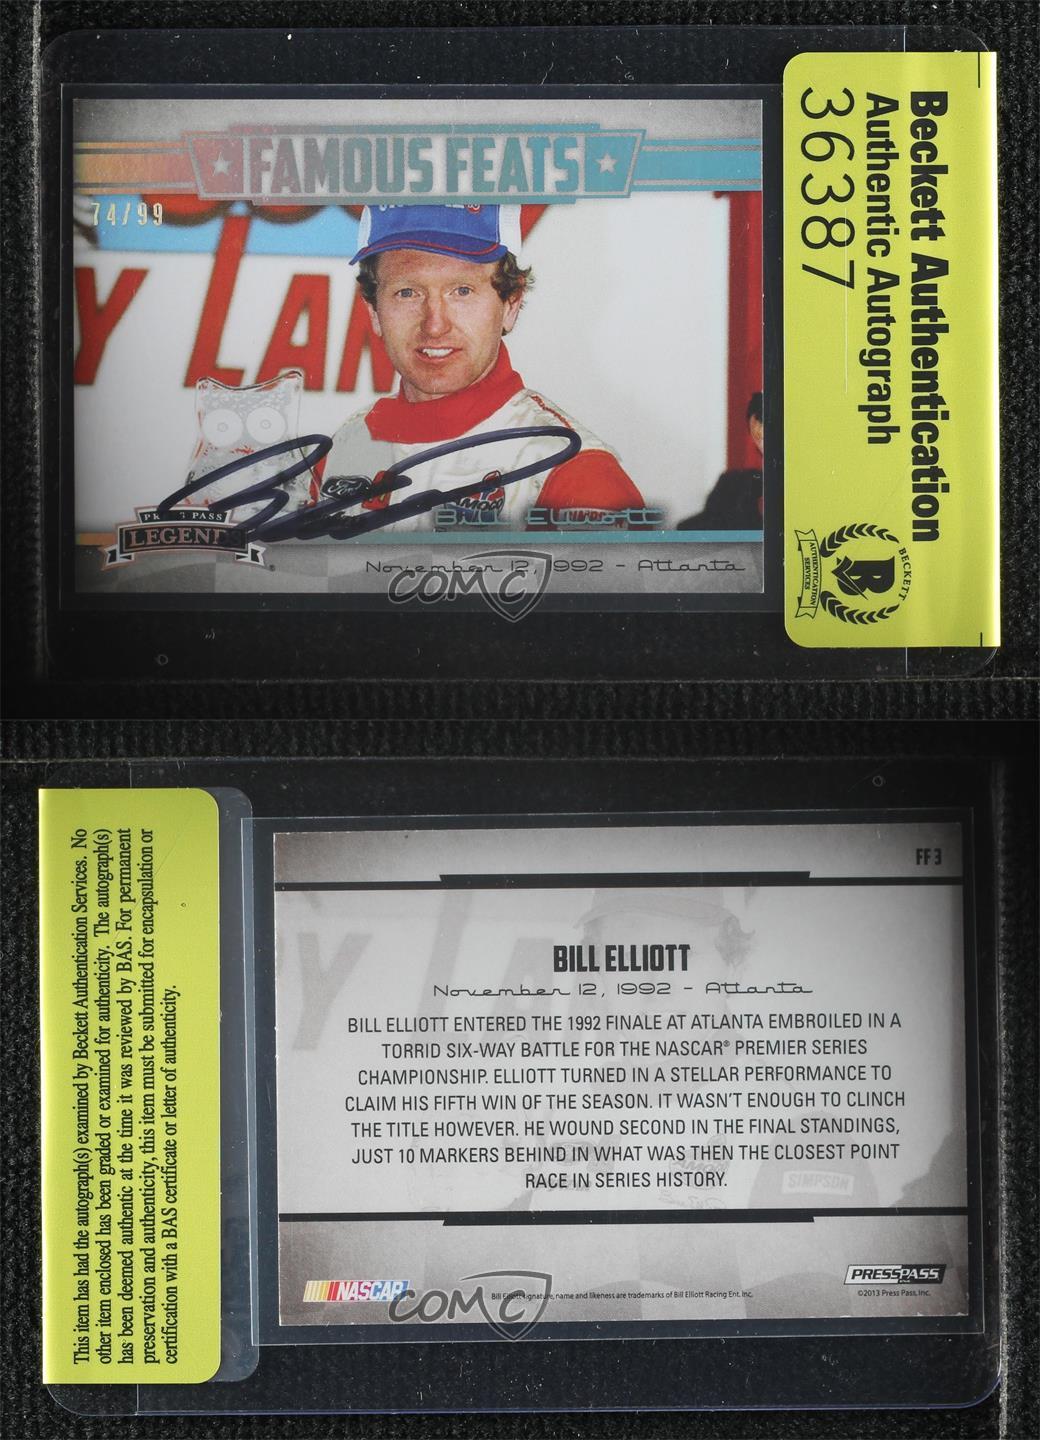 FAMOUS FEATS
74/99
Y LAN
Ford
AMOCO
PRESS PASS
LEGENDS
Bill Elliott
November 12, 1992 - Atlanta
COMC
Beckett Authentication
Authentic Autograph
36387
BECKETT
AUTHENTICATION
SERVICES
This item has had the autograph(s) examined by Beckett Authentication Services. No
other item enclosed has been graded or examined for authenticity. The autograph(s)
has been deemed authentic at the time it was reviewed by BAS. For permanent
preservation and authenticity, this item must be submitted for encapsulation or
certification with a BAS certificate or letter of authenticity.
FF 3
BILL ELLIOTT
November 12, 1992 - Atlanta
BILL ELLIOTT ENTERED THE 1992 FINALE AT ATLANTA EMBROILED IN A
TORRID SIX-WAY BATTLE FOR THE NASCAR® PREMIER SERIES
CHAMPIONSHIP. ELLIOTT TURNED IN A STELLAR PERFORMANCE TO
CLAIM HIS FIFTH WIN OF THE SEASON. IT WASN'T ENOUGH TO CLINCH
THE TITLE HOWEVER. HE WOUND SECOND IN THE FINAL STANDINGS,
JUST 10 MARKERS BEHIND IN WHAT WAS THEN THE CLOSEST POINT
RACE IN SERIES HISTORY.
SIMPSON
NASCAR
COMC
Bill Elliott signature, name and likeness are trademarks of Bill Elliott Racing Ent. Inc.
PRESSPASS
©2013 Press Pass, Inc.